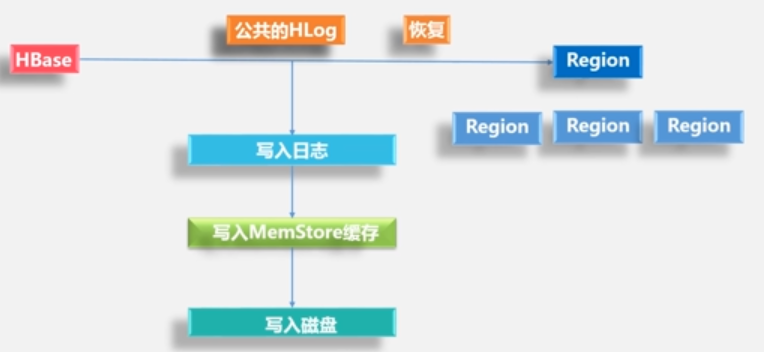 公共的HLog
恢复
HBase
Region
Region
Region
Region
写入日志
写入MemStore缓存
写入磁盘